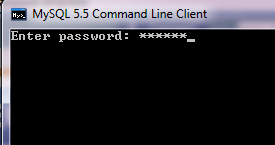 MySQL 5.5 Command Line Client
Enter password: ******_